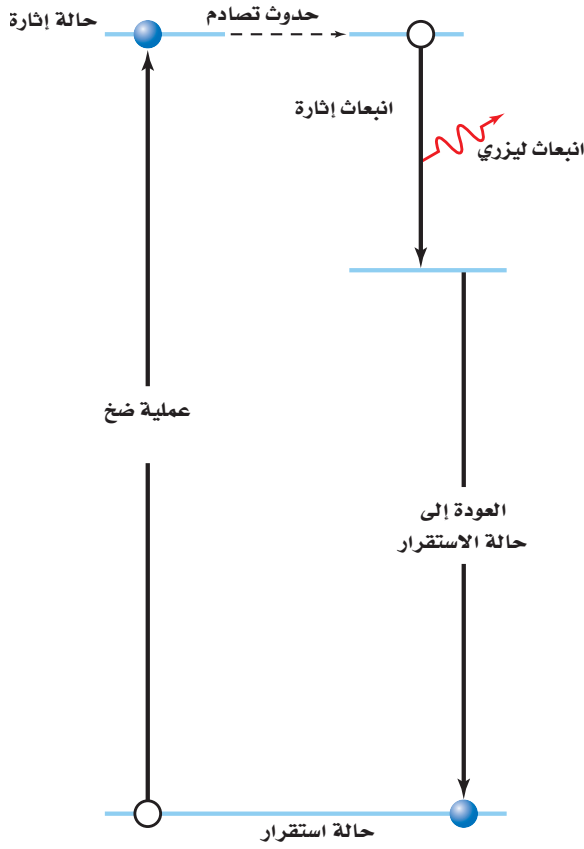 حالة إثارة
حدوث تصادم
انبعاث إثارة
انبعاث ليزري
عملية ضخ
العودة إلى
حالة الاستقرار
حالة استقرار